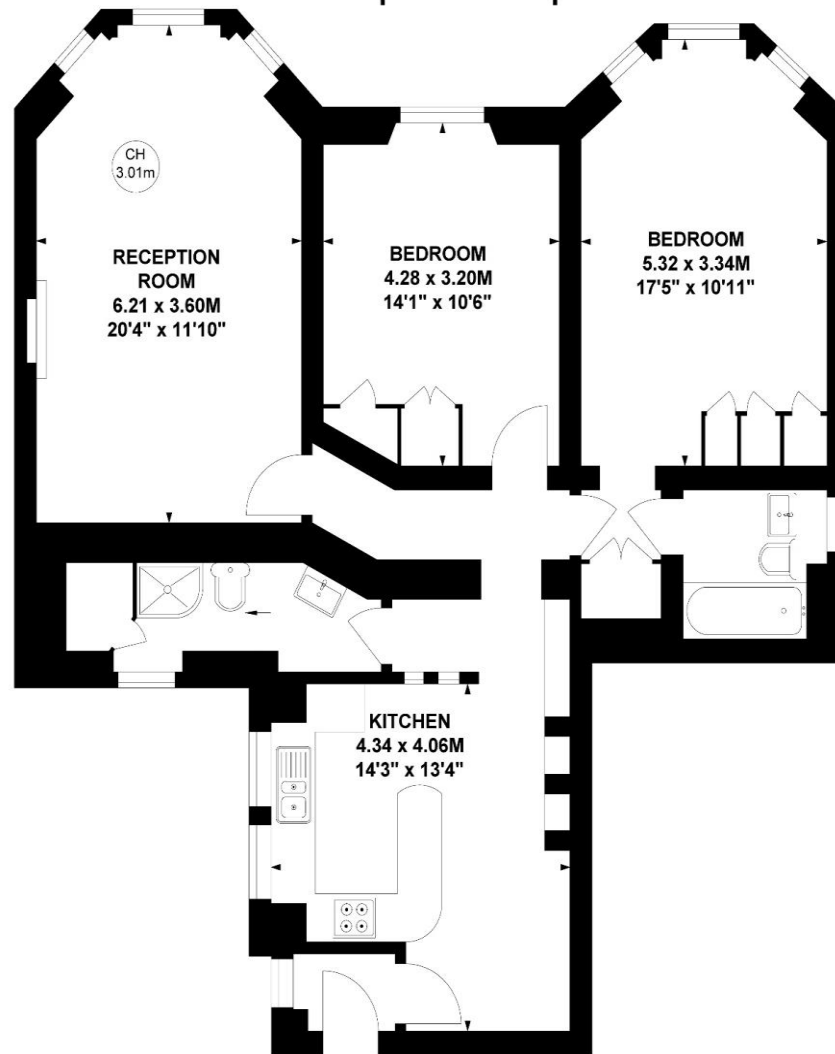 CH
3.01m
RECEPTION
ROOM
6.21 x 3.60M
20'4" x 11'10"
BEDROOM
4.28 x 3.20M
14'1" x 10'6"
BEDROOM
5.32 x 3.34M
17'5" x 10'11"
KITCHEN
4.34 x 4.06M
14'3" x 13'4"